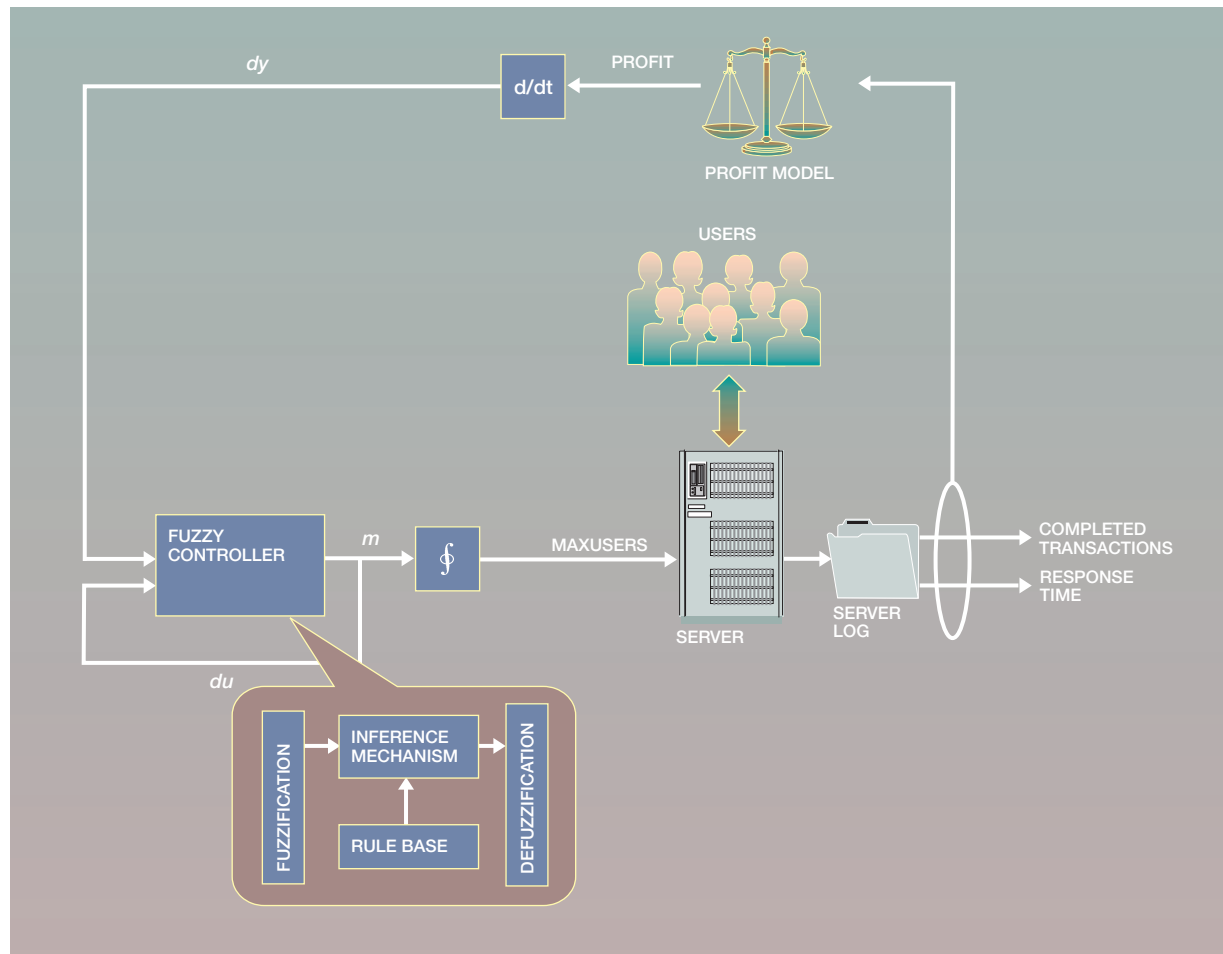 dy
d/dt
PROFIT
PROFIT MODEL
USERS
FUZZY
CONTROLLER
m
∮
MAXUSERS
SERVER
SERVER
LOG
COMPLETED
TRANSACTIONS
RESPONSE
TIME
du
FUZZIFICATION
INFERENCE
MECHANISM
RULE BASE
DEFUZZIFICATION